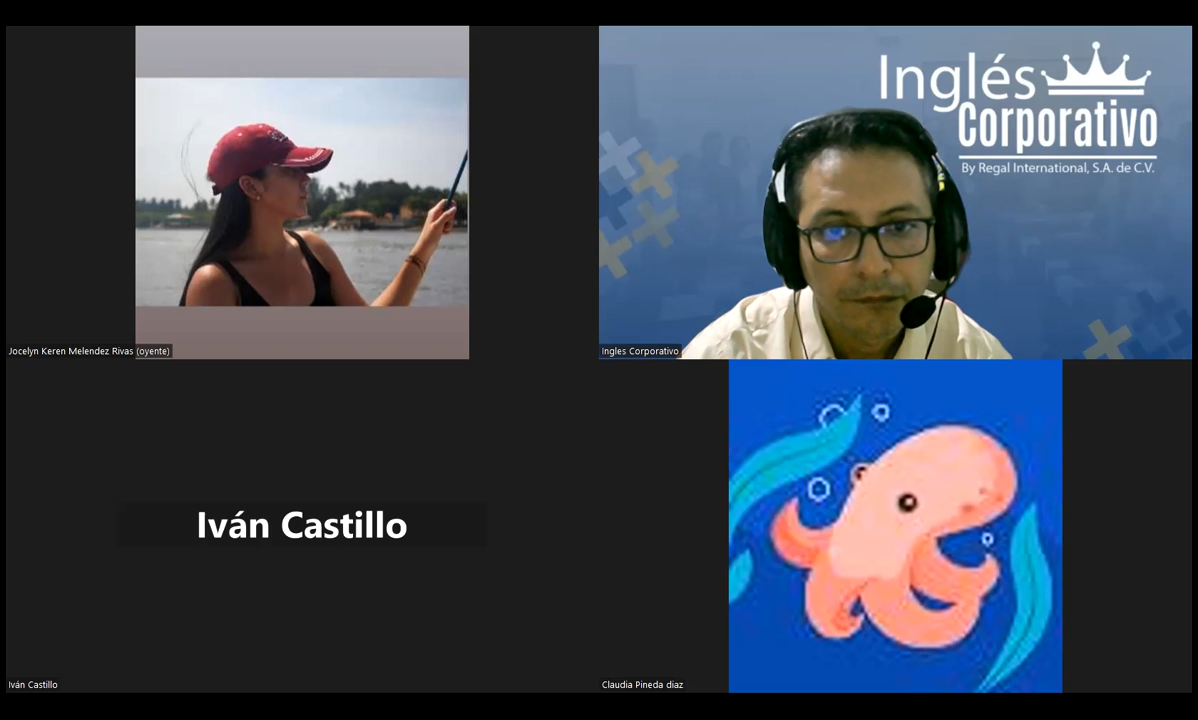 Inglés
Corporativo
By Regal International, S.A. de C.V.
Jocelyn Keren Melendez Rivas (oyente)
Ingles Corporativo
Iván Castillo
Iván Castillo
Claudia Pineda diaz